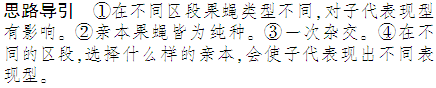 思路导引　①在不同区段果蝇类型不同,对子代表现型
有影响。②亲本果蝇皆为纯种。③一次杂交。④在不
同的区段,选择什么样的亲本,会使子代表现出不同表
现型。